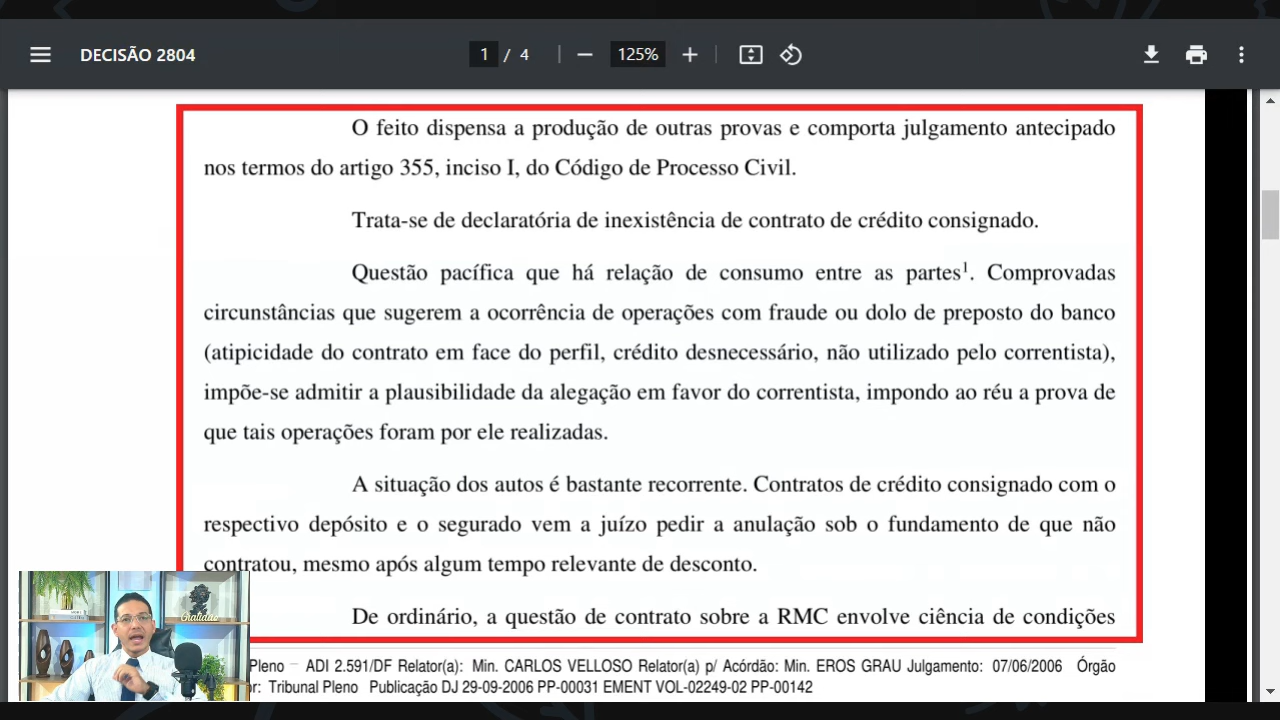 DECISÃO 2804
1 / 4
125%
O feito dispensa a produção de outras provas e comporta julgamento antecipado
nos termos do artigo 355, inciso I, do Código de Processo Civil.
Trata-se de declaratória de inexistência de contrato de crédito consignado.
Questão pacífica que há relação de consumo entre as partes¹. Comprovadas
circunstâncias que sugerem a ocorrência de operações com fraude ou dolo de preposto do banco
(atipicidade do contrato em face do perfil, crédito desnecessário, não utilizado pelo correntista),
impõe-se admitir a plausibilidade da alegação em favor do correntista, impondo ao réu a prova de
que tais operações foram por ele realizadas.
A situação dos autos é bastante recorrente. Contratos de crédito consignado com o
respectivo depósito e o segurado vem a juízo pedir a anulação sob o fundamento de que não
contratou, mesmo após algum tempo relevante de desconto.
De ordinário, a questão de contrato sobre a RMC envolve ciência de condições
Pleno – ADI 2.591/DF Relator(a): Min. CARLOS VELLOSO Relator(a) p/ Acórdão: Min. EROS GRAU Julgamento: 07/06/2006 Órgão
Tribunal Pleno Publicação DJ 29-09-2006 PP-00031 EMENT VOL-02249-02 PP-00142